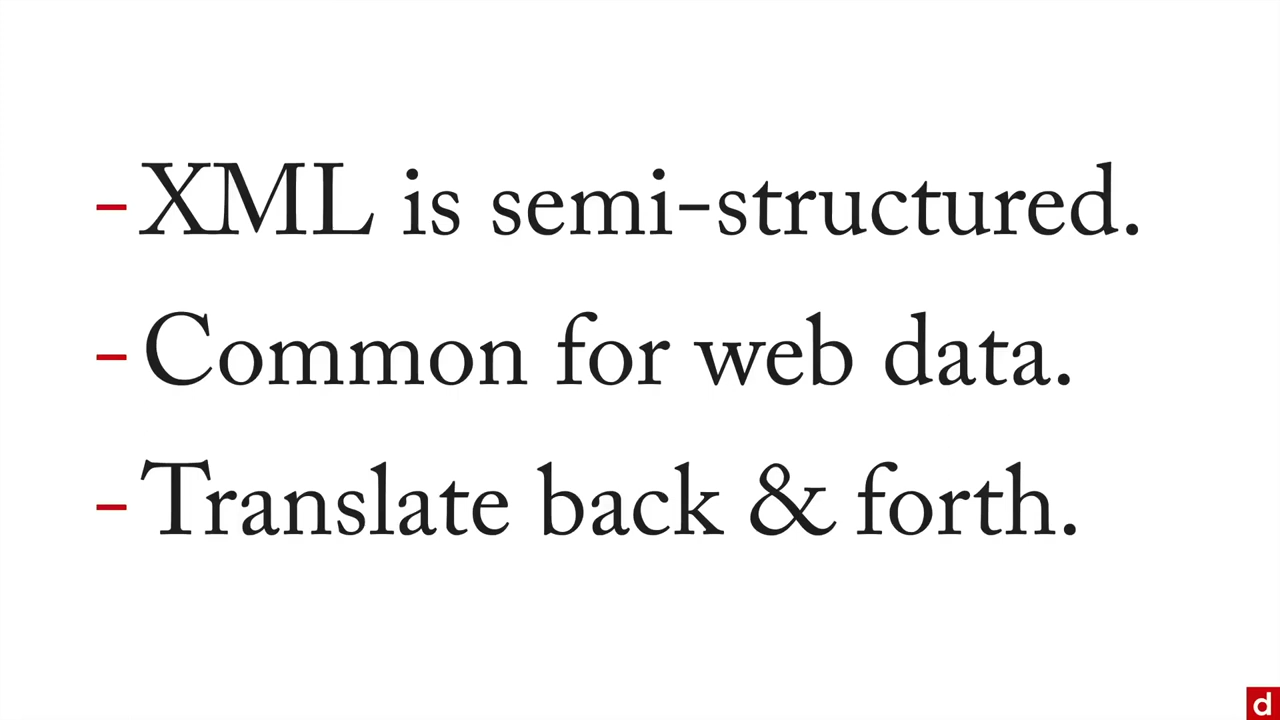 -XML is semi-structured.
-Common for web data.
-Translate back & forth.
d